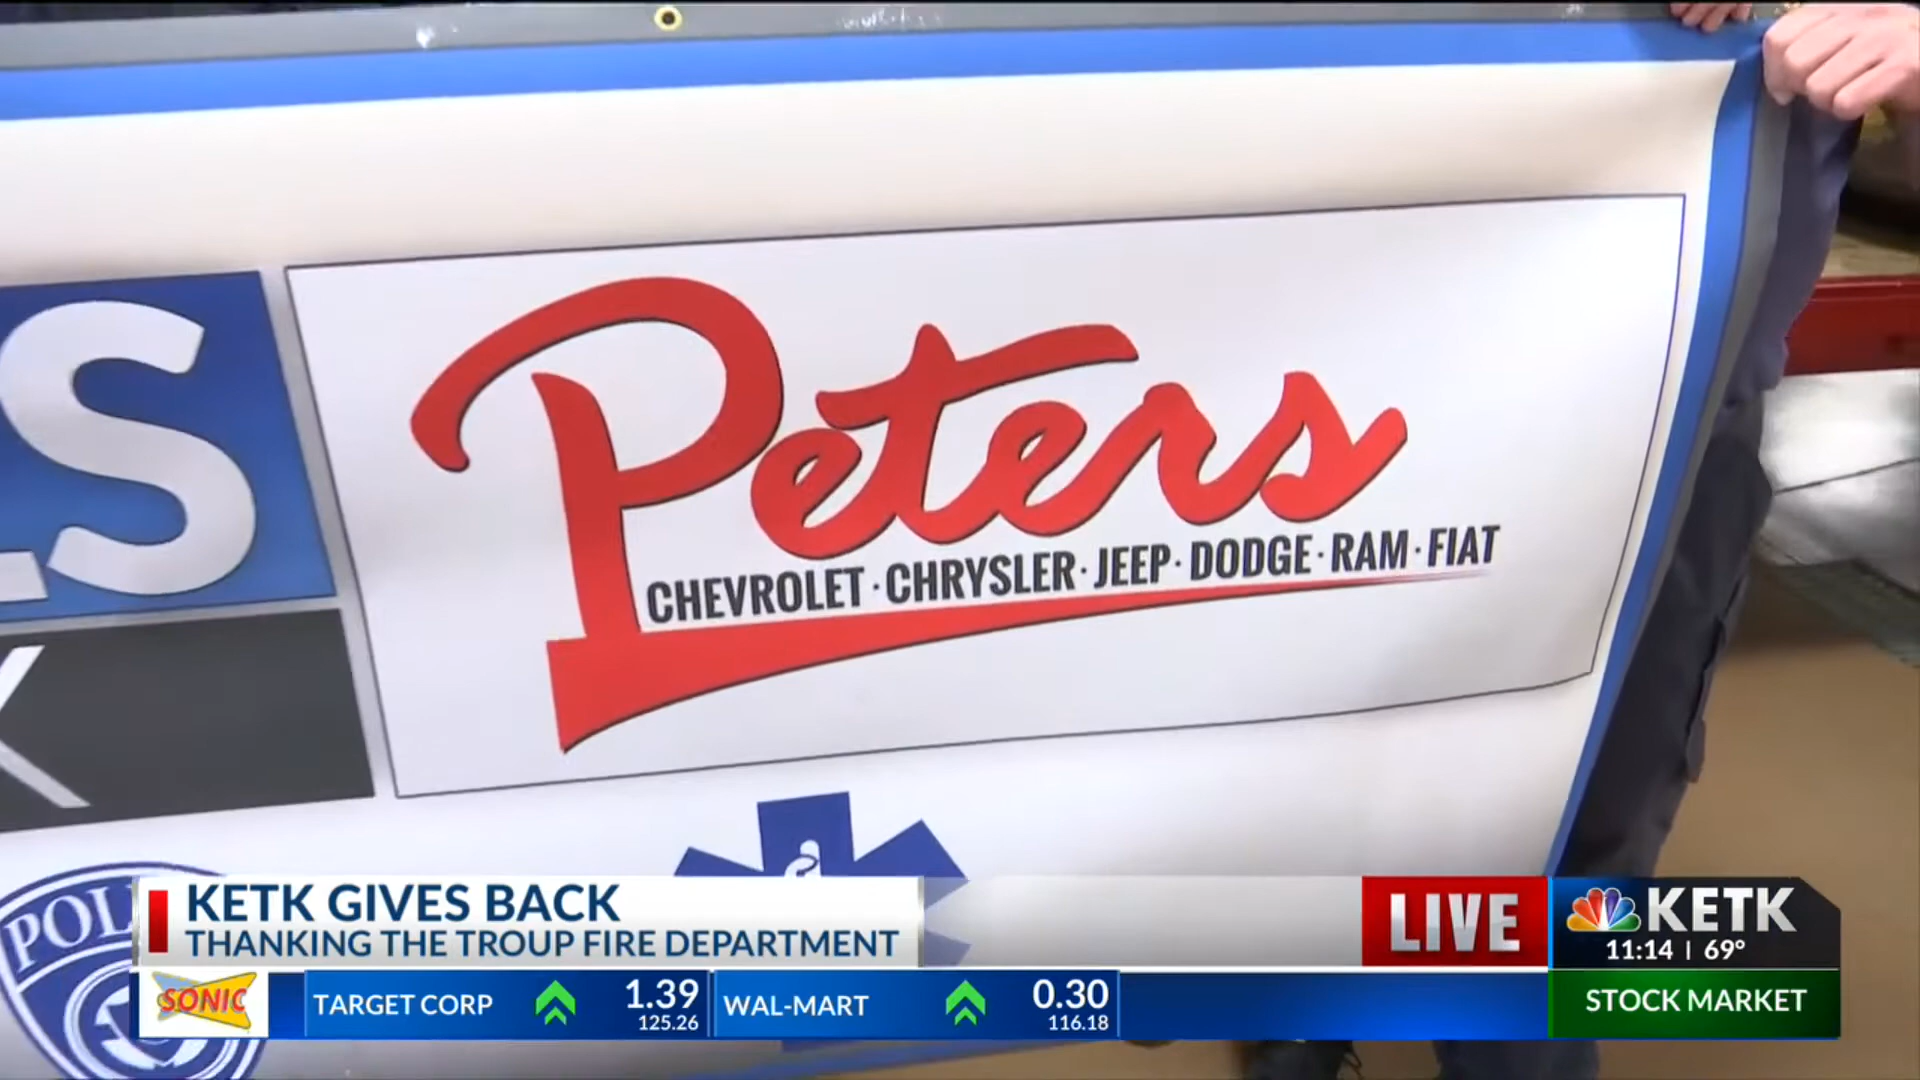 S
K
Peters
CHEVROLET · CHRYSLER · JEEP · DODGE · RAM · FIAT
KETK GIVES BACK
THANKING THE TROUP FIRE DEPARTMENT
LIVE
KETK
11:14 | 69°
SONIC
TARGET CORP 1.39
125.26
WAL-MART 0.30
116.18
STOCK MARKET